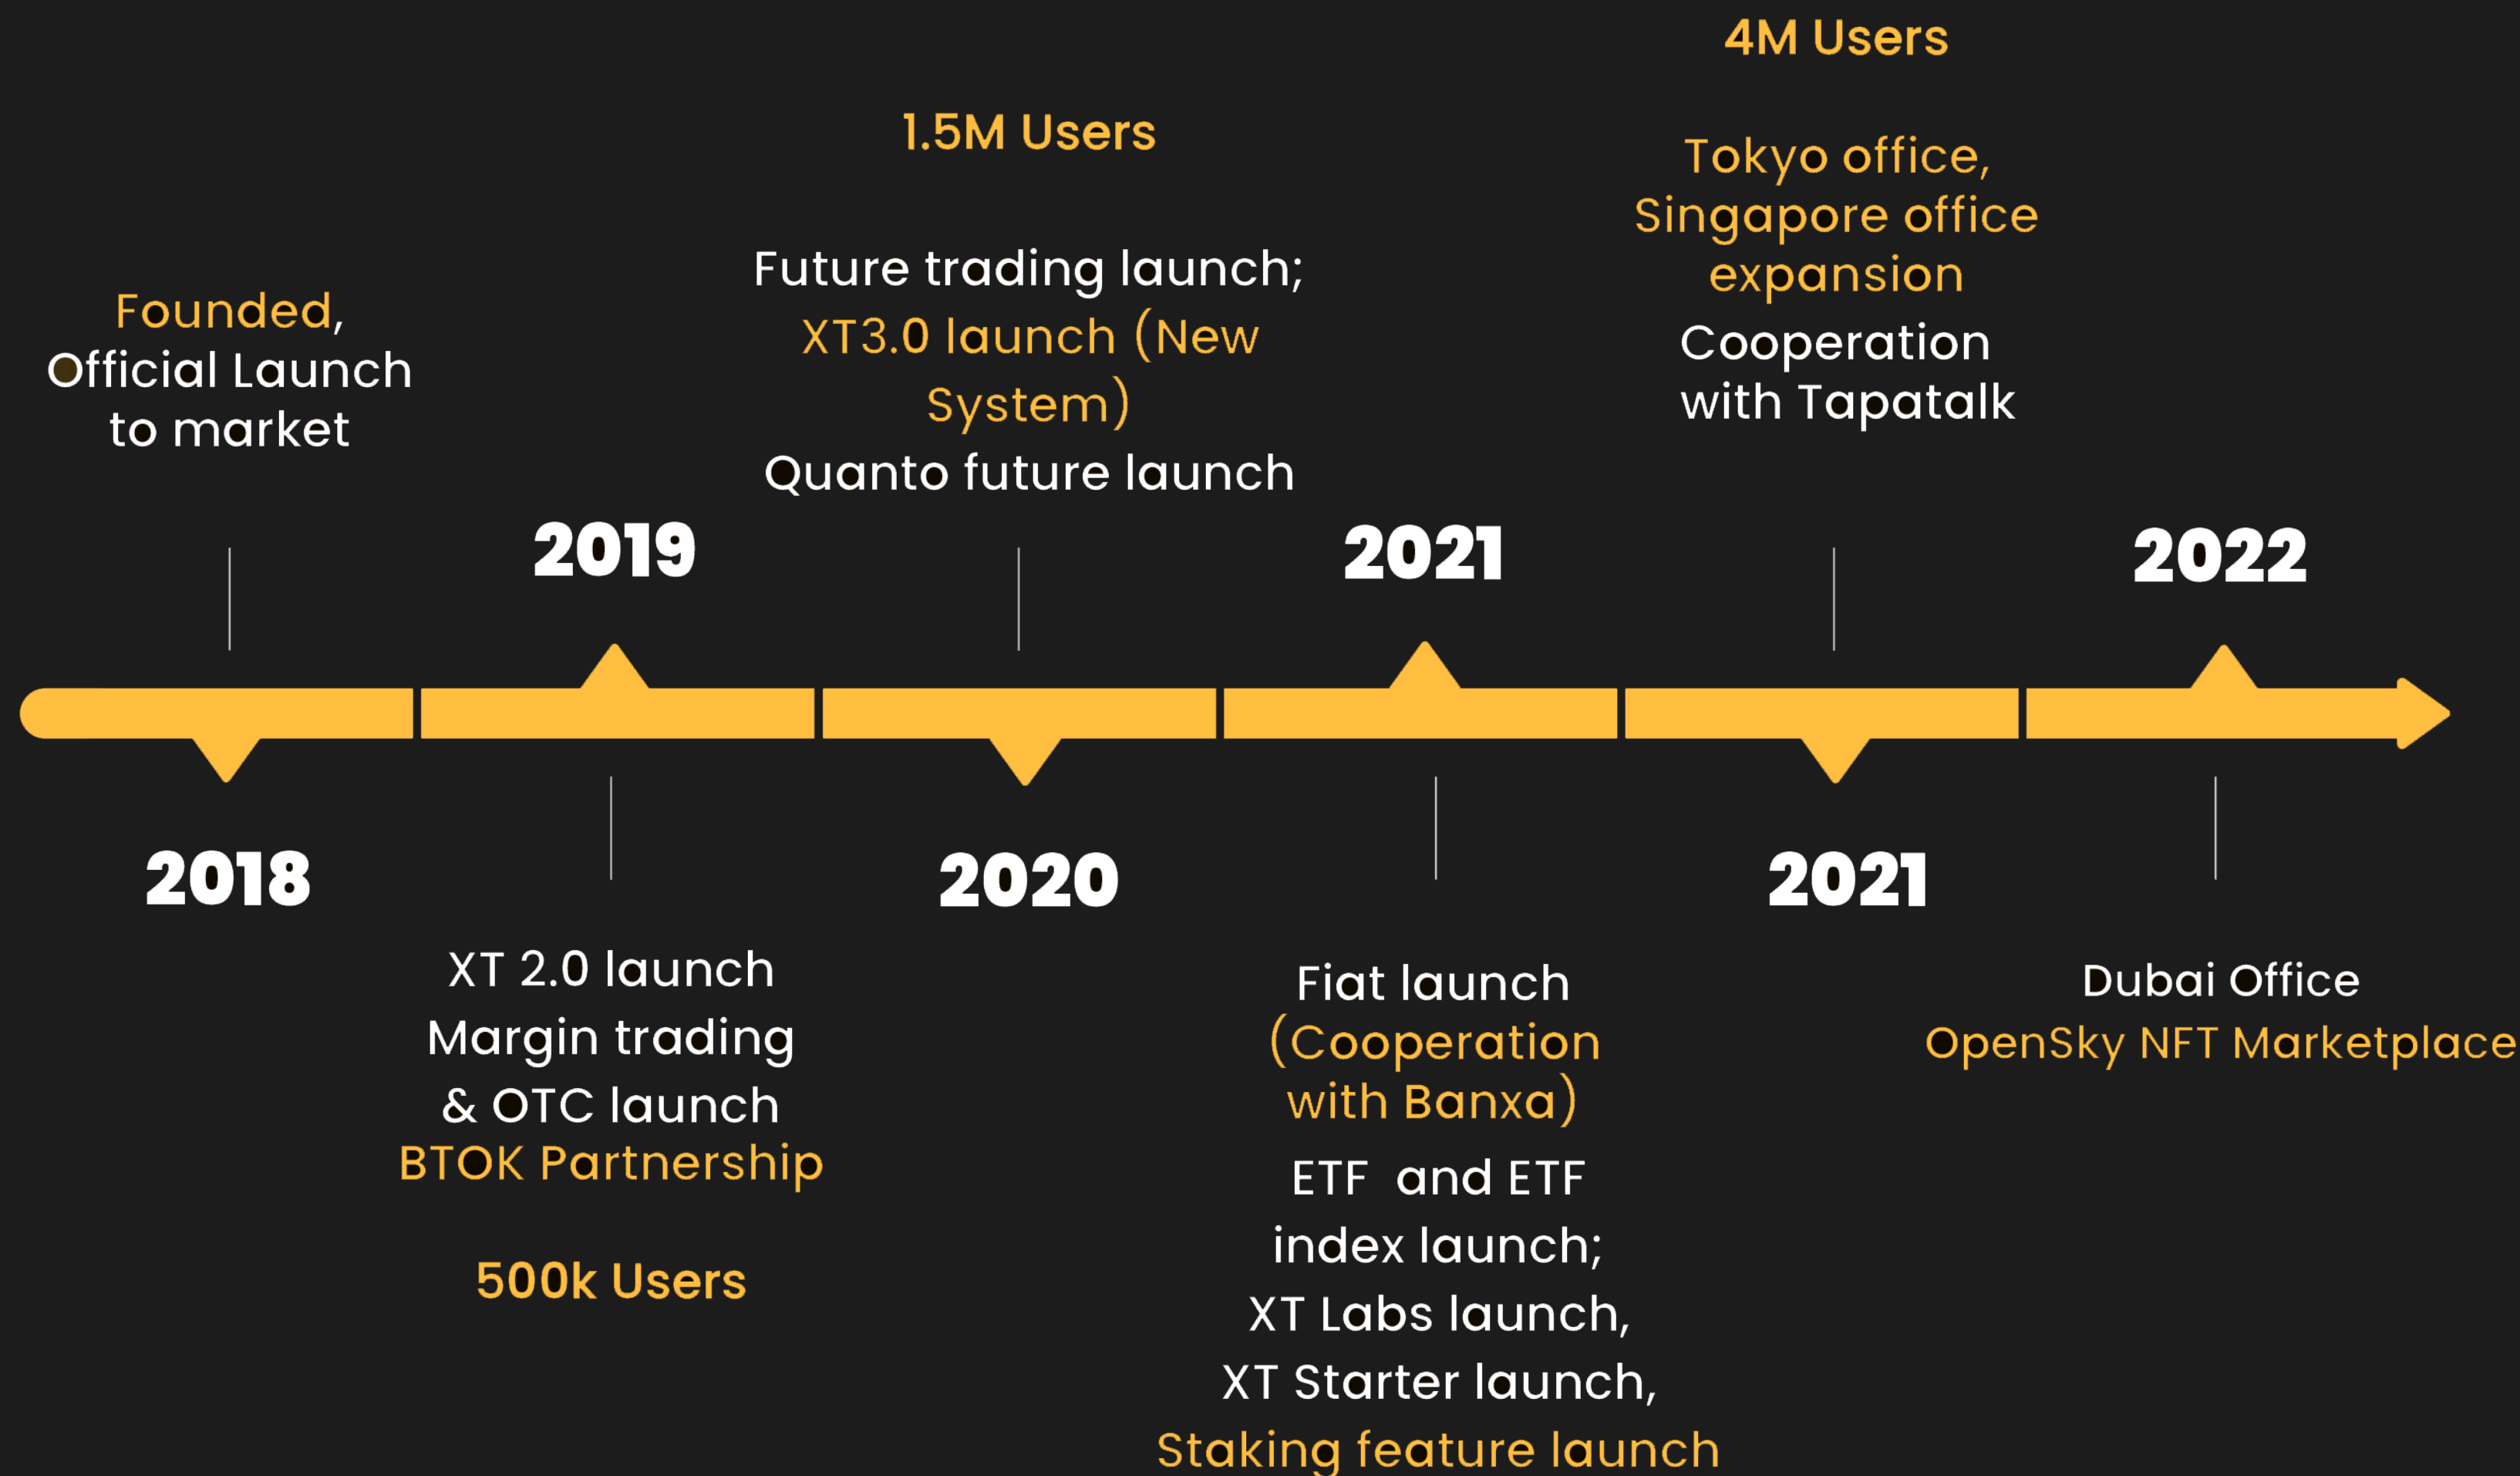 Founded,
Official Launch
to market
2018
2019
XT 2.0 launch
Margin trading
& OTC launch
BTOK Partnership
500k Users
1.5M Users
Future trading launch;
XT3.0 launch (New
System)
Quanto future launch
2020
2021
Fiat launch
(Cooperation
with Banxa)
ETF and ETF
index launch;
XT Labs launch,
XT Starter launch,
Staking feature launch
4M Users
Tokyo office,
Singapore office
expansion
Cooperation
with Tapatalk
2021
2022
Dubai Office
OpenSky NFT Marketplace